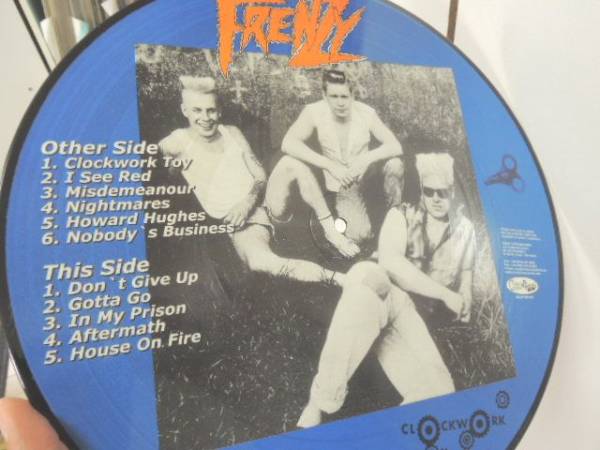 FRENZY
Other Side
1. Clockwork Toy
2. I See Red
3. Misdemeanour
4. Nightmares
5. Howard Hughes
6. Nobody`s Business
This Side
1. Don`t Give Up
2. Gotta Go
3. In My Prison
4. Aftermath
5. House On Fire
CLOCKWORK